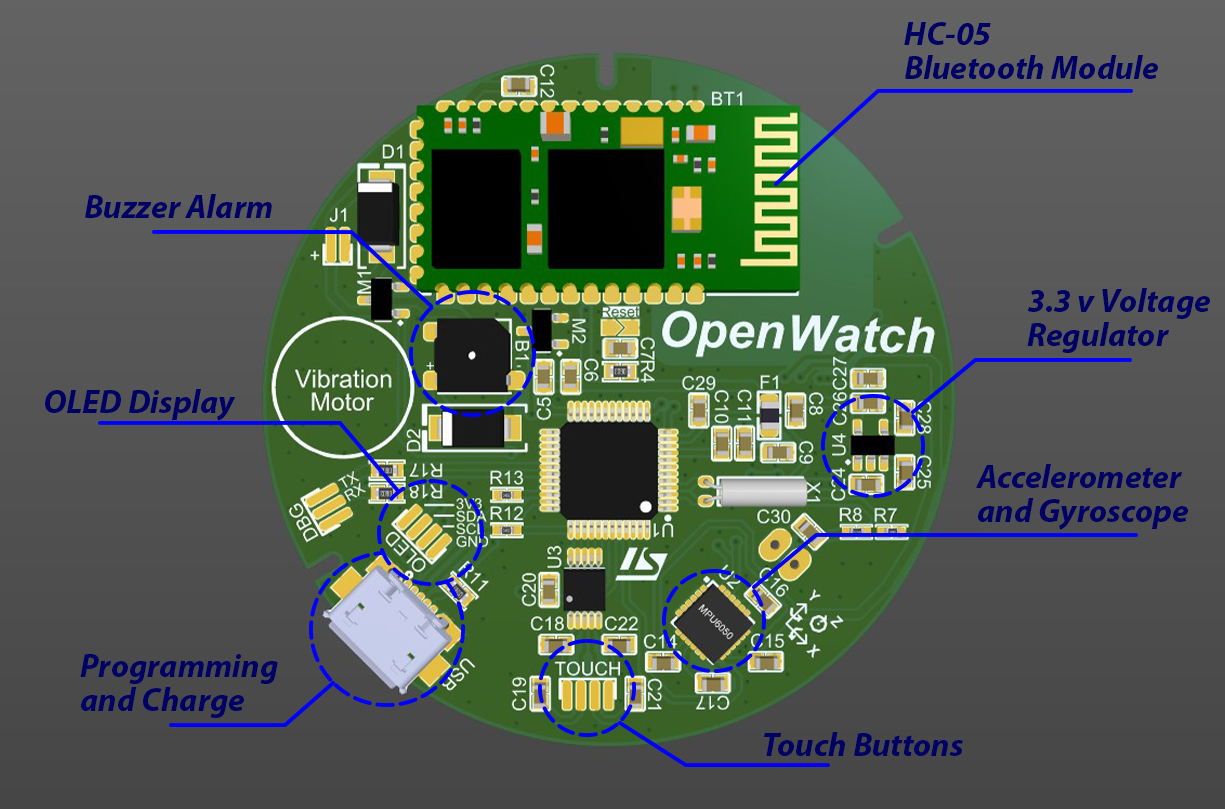 HC-05
Bluetooth Module
C12
BT1
D1
Buzzer Alarm
J1
+
M1
Reset
OpenWatch
3.3 v Voltage
Regulator
M2
B1
+
C7
R4
Vibration
Motor
C5
C6
C29
F1
C27
C26
C28
OLED Display
C10
C11
C8
D2
U4
C9
C24
C25
R17
R18
R13
X1
Accelerometer
and Gyroscope
TX
RX
DBG
3V3
SDA
SCL
GND
OLED
R12
U1
C30
R8
R7
U3
R11
C20
U2
MPU6050
C16
Y
Z
X
C18
C22
C14
C15
Programming
and Charge
USB
TOUCH
C19
C21
C17
Touch Buttons